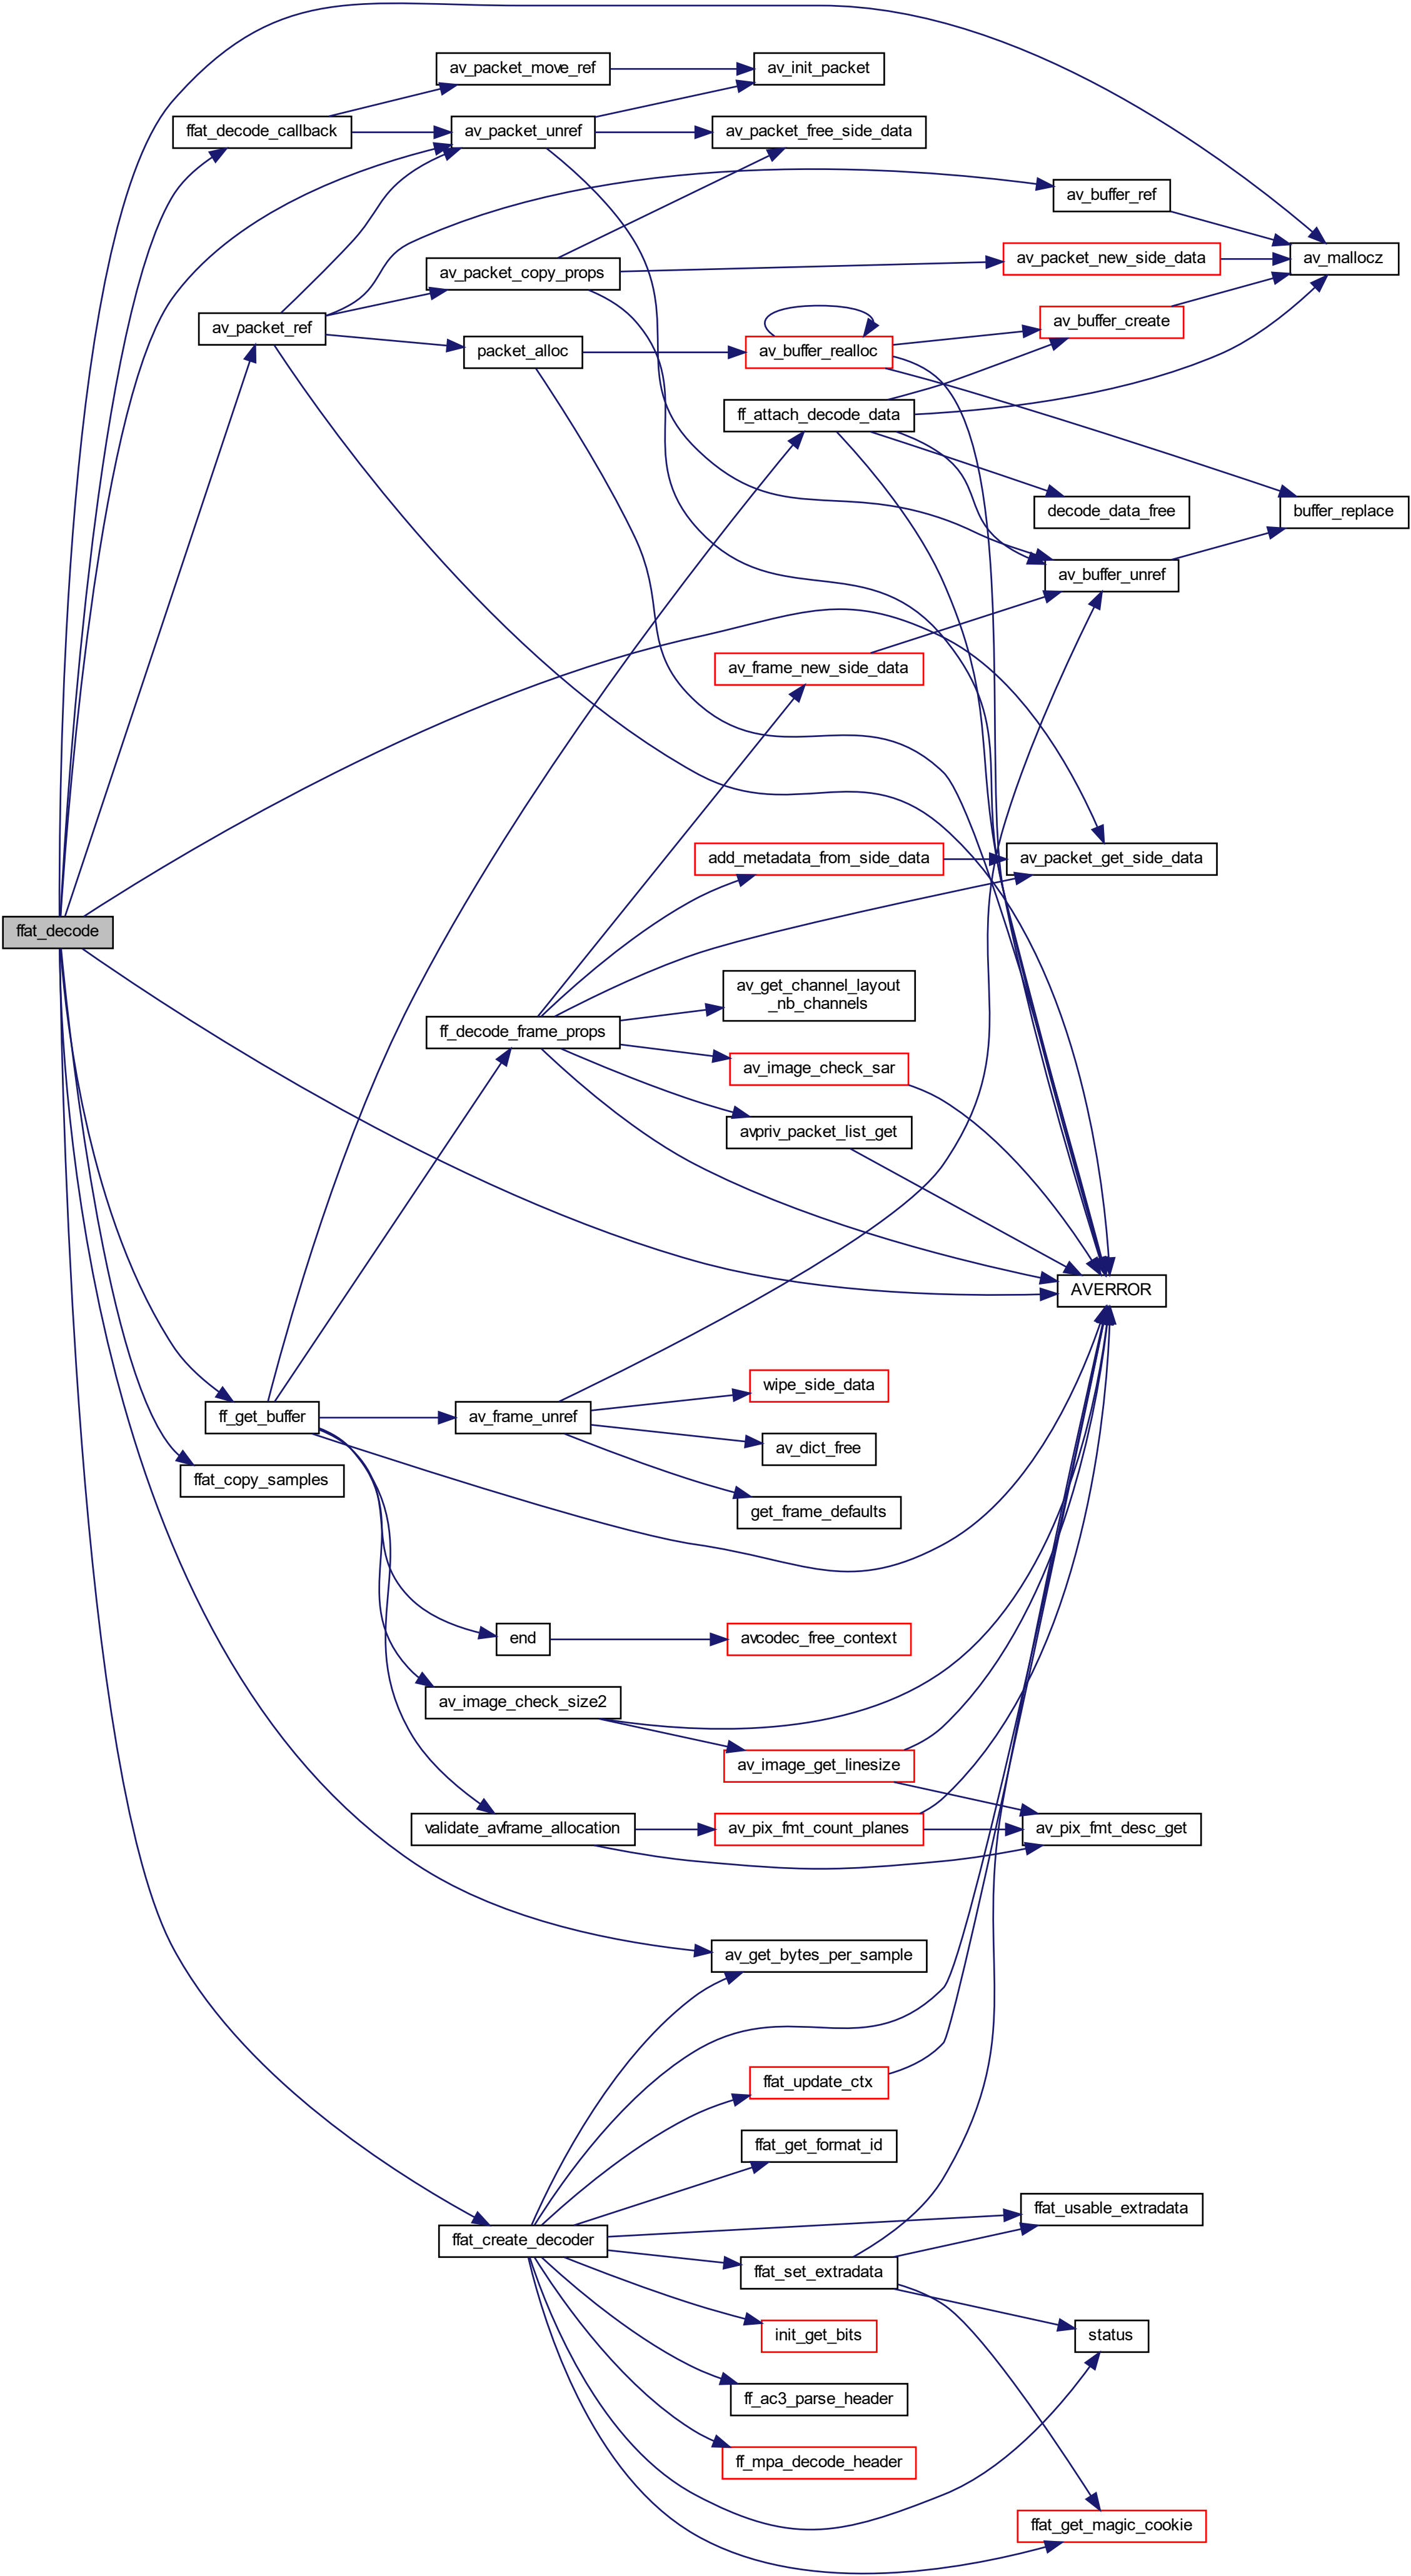 av_packet_move_ref
av_init_packet
ffat_decode_callback
av_packet_unref
av_packet_free_side_data
av_buffer_ref
av_packet_copy_props
av_packet_new_side_data
av_mallocz
av_packet_ref
av_buffer_create
packet_alloc
av_buffer_realloc
ff_attach_decode_data
decode_data_free
buffer_replace
av_buffer_unref
av_frame_new_side_data
add_metadata_from_side_data
av_packet_get_side_data
ffat_decode
av_get_channel_layout
_nb_channels
ff_decode_frame_props
av_image_check_sar
avpriv_packet_list_get
AVERROR
wipe_side_data
ff_get_buffer
av_frame_unref
av_dict_free
ffat_copy_samples
get_frame_defaults
end
avcodec_free_context
av_image_check_size2
av_image_get_linesize
validate_avframe_allocation
av_pix_fmt_count_planes
av_pix_fmt_desc_get
av_get_bytes_per_sample
ffat_update_ctx
ffat_get_format_id
ffat_usable_extradata
ffat_create_decoder
ffat_set_extradata
init_get_bits
status
ff_ac3_parse_header
ff_mpa_decode_header
ffat_get_magic_cookie